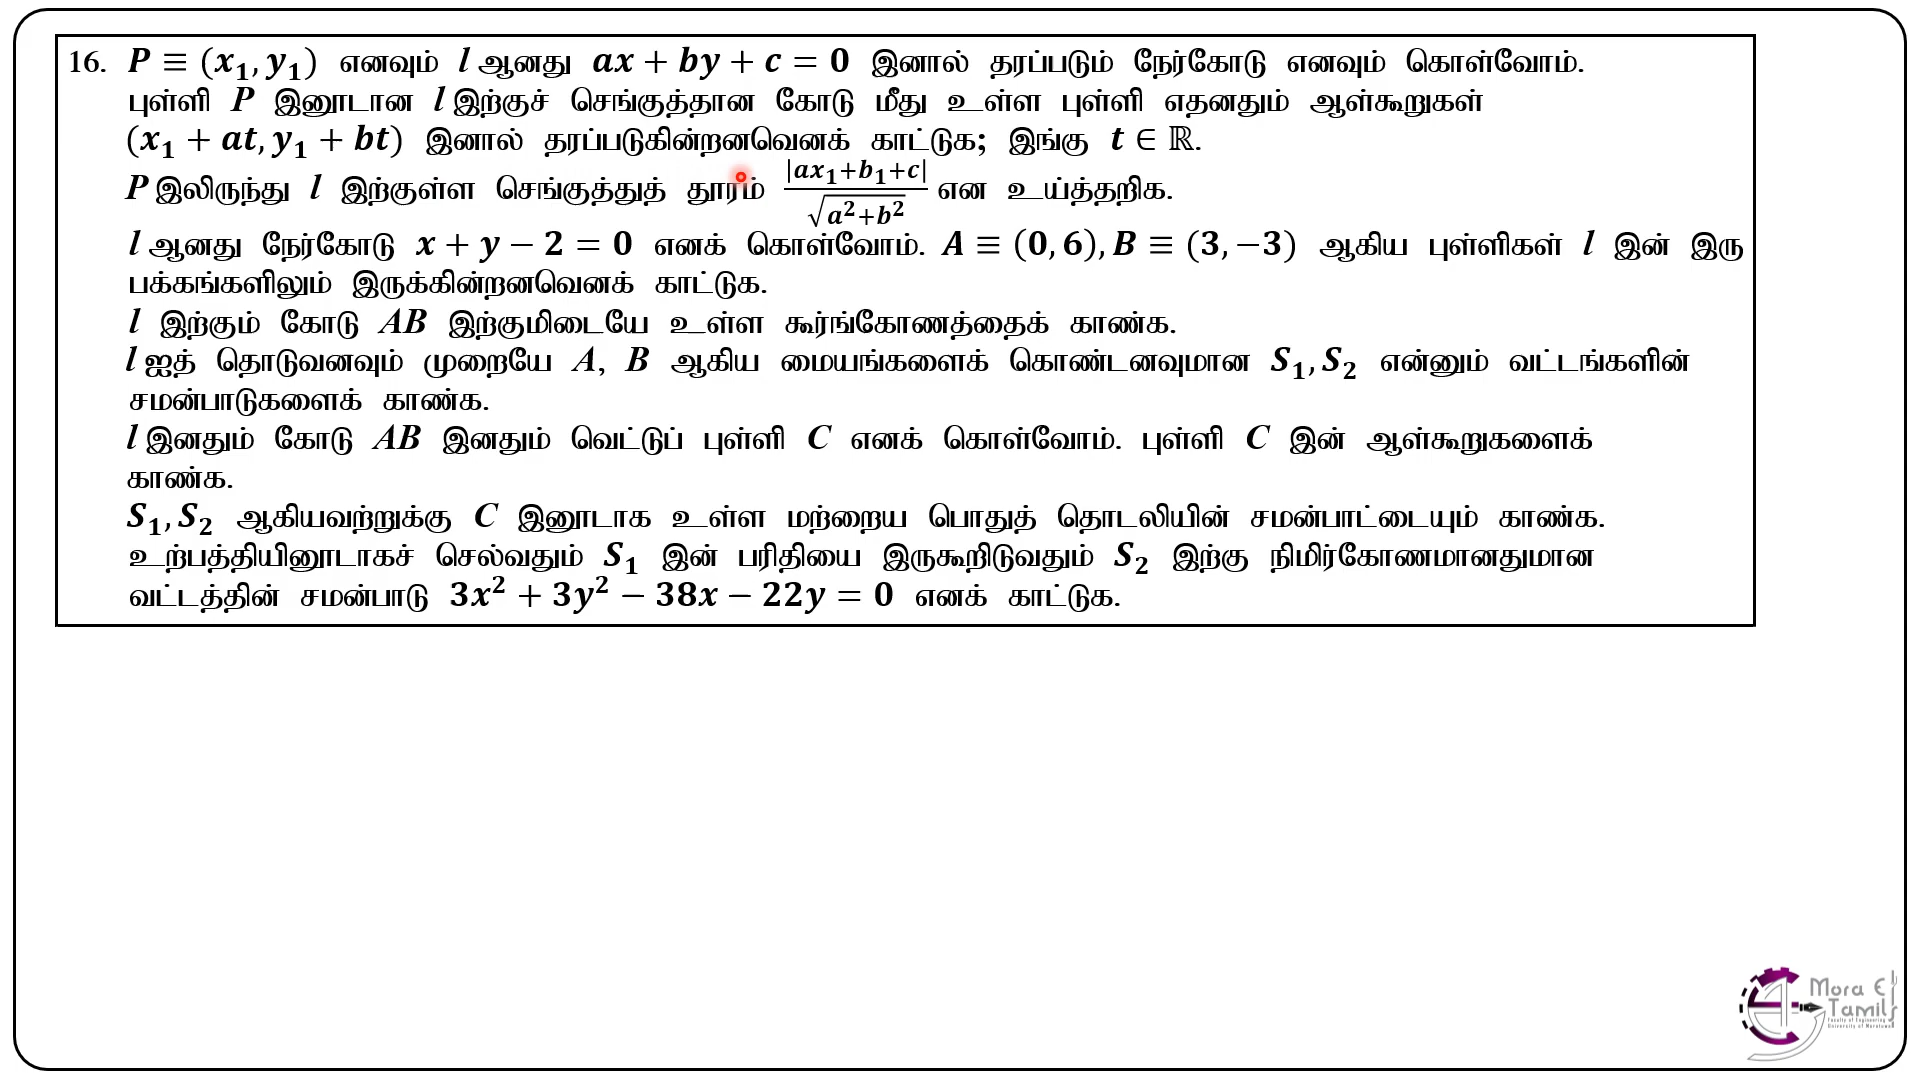 16. P ≡ (x₁, y₁) எனவும் l ஆனது ax + by + c = 0 இனால் தரப்படும் நேர்கோடு எனவும் கொள்வோம்.
புள்ளி P இனூடான l இற்குச் செங்குத்தான கோடு மீது உள்ள புள்ளி எதனதும் ஆள்கூறுகள்
(x₁ + at, y₁ + bt) இனால் தரப்படுகின்றனவெனக் காட்டுக; இங்கு t ∈ ℝ.
P இலிருந்து l இற்குள்ள செங்குத்துத் தூரம் |ax₁+b₁+c| / √(a²+b²) என உய்த்தறிக.
l ஆனது நேர்கோடு x + y − 2 = 0 எனக் கொள்வோம். A ≡ (0, 6), B ≡ (3, −3) ஆகிய புள்ளிகள் l இன் இரு
பக்கங்களிலும் இருக்கின்றனவெனக் காட்டுக.
l இற்கும் கோடு AB இற்குமிடையே உள்ள கூர்ங்கோணத்தைக் காண்க.
l ஐத் தொடுவனவும் முறையே A, B ஆகிய மையங்களைக் கொண்டனவுமான S₁, S₂ என்னும் வட்டங்களின்
சமன்பாடுகளைக் காண்க.
l இனதும் கோடு AB இனதும் வெட்டுப் புள்ளி C எனக் கொள்வோம். புள்ளி C இன் ஆள்கூறுகளைக்
காண்க.
S₁, S₂ ஆகியவற்றுக்கு C இனூடாக உள்ள மற்றைய பொதுத் தொடலியின் சமன்பாட்டையும் காண்க.
உற்பத்தியினூடாகச் செல்வதும் S₁ இன் பரிதியை இருகூறிடுவதும் S₂ இற்கு நிமிர்கோணமானதுமான
வட்டத்தின் சமன்பாடு 3x² + 3y² − 38x − 22y = 0 எனக் காட்டுக.
Mora E
Tamils
Faculty of Engineering
University of Moratuwa